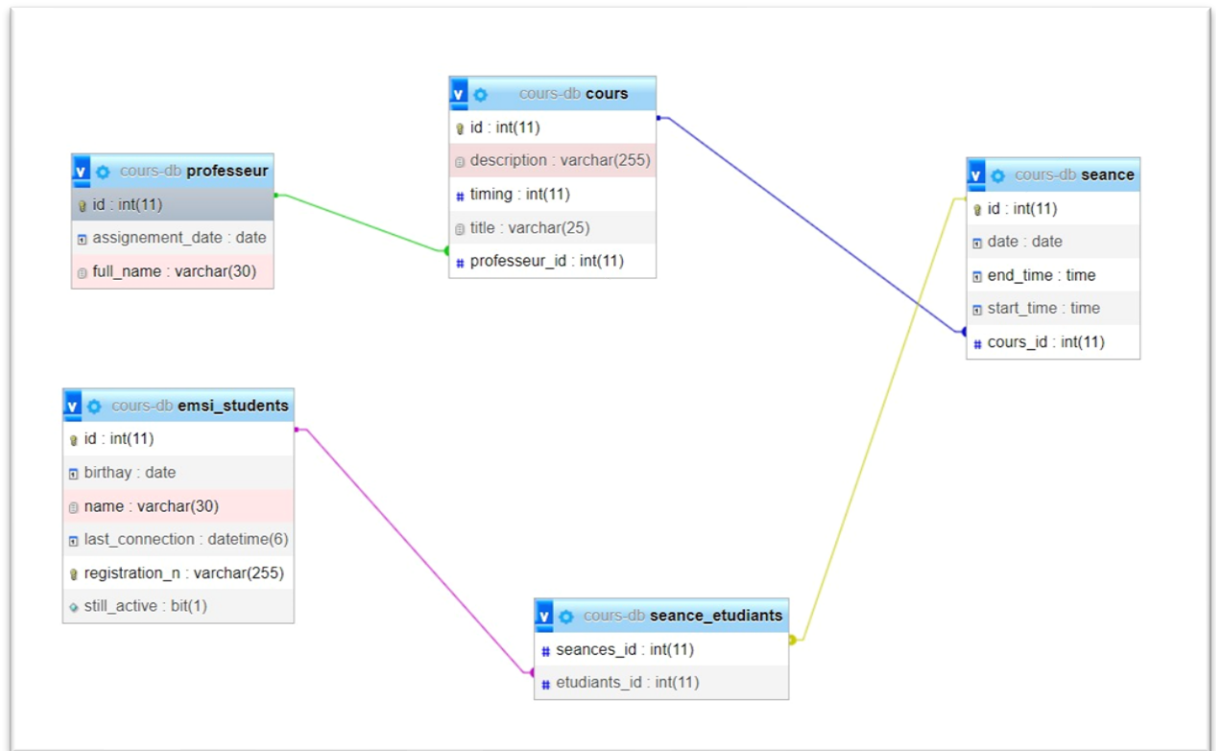 cours-db professeur
id : int(11)
assignement_date : date
full_name : varchar(30)
cours-db cours
id : int(11)
description : varchar(255)
timing : int(11)
title : varchar(25)
professeur_id : int(11)
cours-db seance
id : int(11)
date : date
end_time : time
start_time : time
cours_id : int(11)
cours-db emsi_students
id : int(11)
birthay : date
name : varchar(30)
last_connection : datetime(6)
registration_n : varchar(255)
still_active : bit(1)
cours-db seance_etudiants
seances_id : int(11)
etudiants_id : int(11)